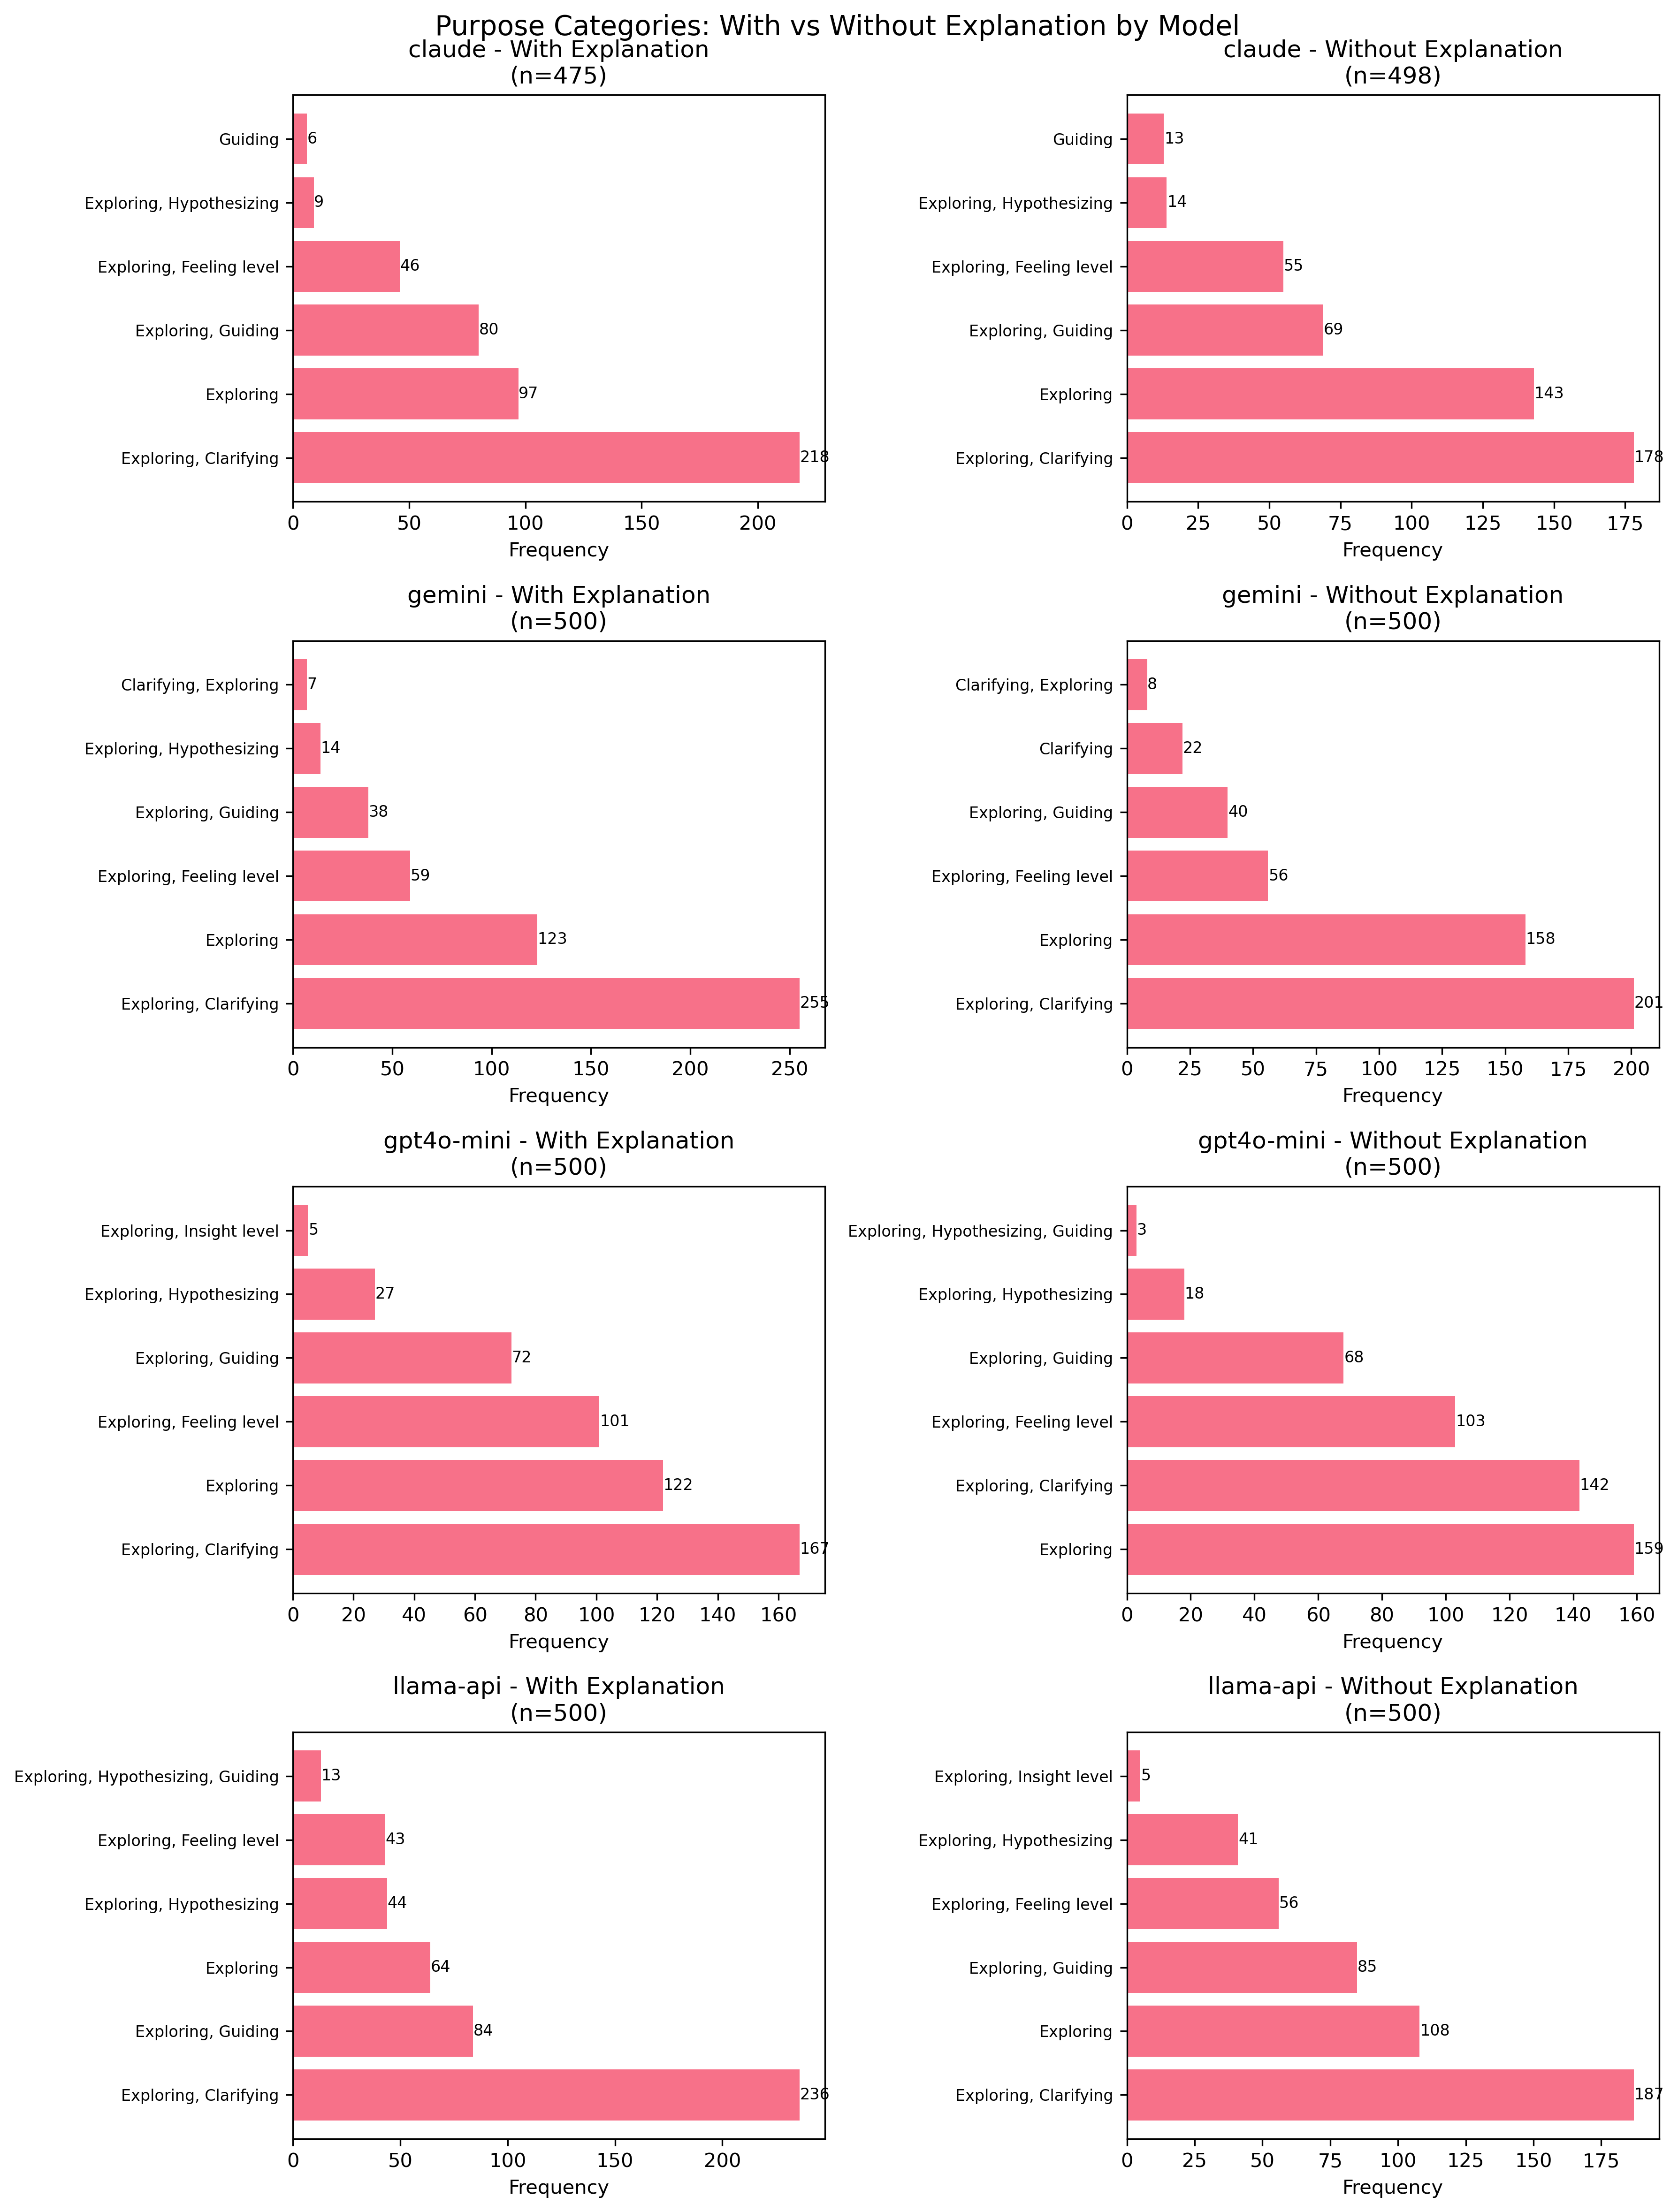 Purpose Categories: With vs Without Explanation by Model
claude - With Explanation
(n=475)
Guiding
6
Exploring, Hypothesizing
9
Exploring, Feeling level
46
Exploring, Guiding
80
Exploring
97
Exploring, Clarifying
218
0 50 100 150 200
Frequency
claude - Without Explanation
(n=498)
Guiding
13
Exploring, Hypothesizing
14
Exploring, Feeling level
55
Exploring, Guiding
69
Exploring
143
Exploring, Clarifying
178
0 25 50 75 100 125 150 175
Frequency
gemini - With Explanation
(n=500)
Clarifying, Exploring
7
Exploring, Hypothesizing
14
Exploring, Guiding
38
Exploring, Feeling level
59
Exploring
123
Exploring, Clarifying
255
0 50 100 150 200 250
Frequency
gemini - Without Explanation
(n=500)
Clarifying, Exploring
8
Clarifying
22
Exploring, Guiding
40
Exploring, Feeling level
56
Exploring
158
Exploring, Clarifying
201
0 25 50 75 100 125 150 175 200
Frequency
gpt4o-mini - With Explanation
(n=500)
Exploring, Insight level
5
Exploring, Hypothesizing
27
Exploring, Guiding
72
Exploring, Feeling level
101
Exploring
122
Exploring, Clarifying
167
0 20 40 60 80 100 120 140 160
Frequency
gpt4o-mini - Without Explanation
(n=500)
Exploring, Hypothesizing, Guiding
3
Exploring, Hypothesizing
18
Exploring, Guiding
68
Exploring, Feeling level
103
Exploring, Clarifying
142
Exploring
159
0 20 40 60 80 100 120 140 160
Frequency
llama-api - With Explanation
(n=500)
Exploring, Hypothesizing, Guiding
13
Exploring, Feeling level
43
Exploring, Hypothesizing
44
Exploring
64
Exploring, Guiding
84
Exploring, Clarifying
236
0 50 100 150 200
Frequency
llama-api - Without Explanation
(n=500)
Exploring, Insight level
5
Exploring, Hypothesizing
41
Exploring, Feeling level
56
Exploring, Guiding
85
Exploring
108
Exploring, Clarifying
187
0 25 50 75 100 125 150 175
Frequency